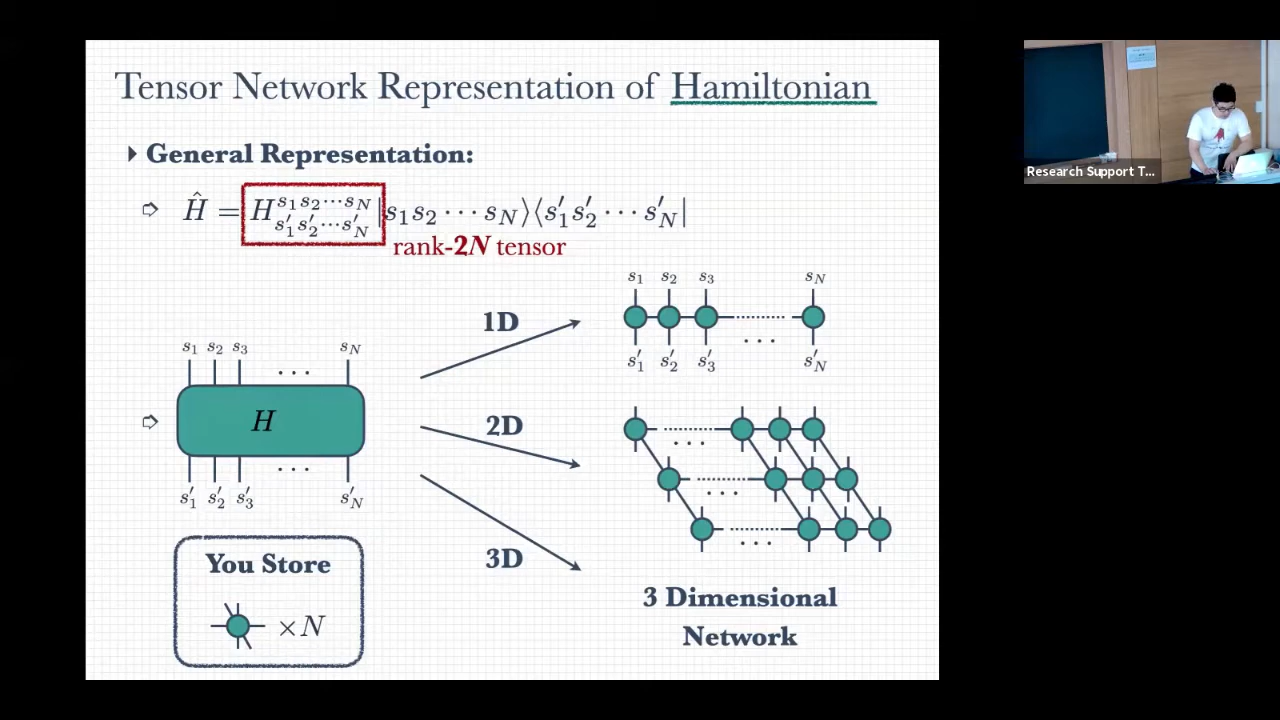 Tensor Network Representation of Hamiltonian
General Representation:
Ĥ = H^{s₁s₂⋯s_N}_{s′₁s′₂⋯s′_N} |s₁s₂⋯s_N⟩⟨s′₁s′₂⋯s′_N|
rank-2N tensor
s₁ s₂ s₃ s_N
1D
...
s′₁ s′₂ s′₃ s′_N
s₁ s₂ s₃ s_N
...
H
...
s′₁ s′₂ s′₃ s′_N
2D
...
...
...
You Store
×N
3D
3 Dimensional
Network
Research Support T...